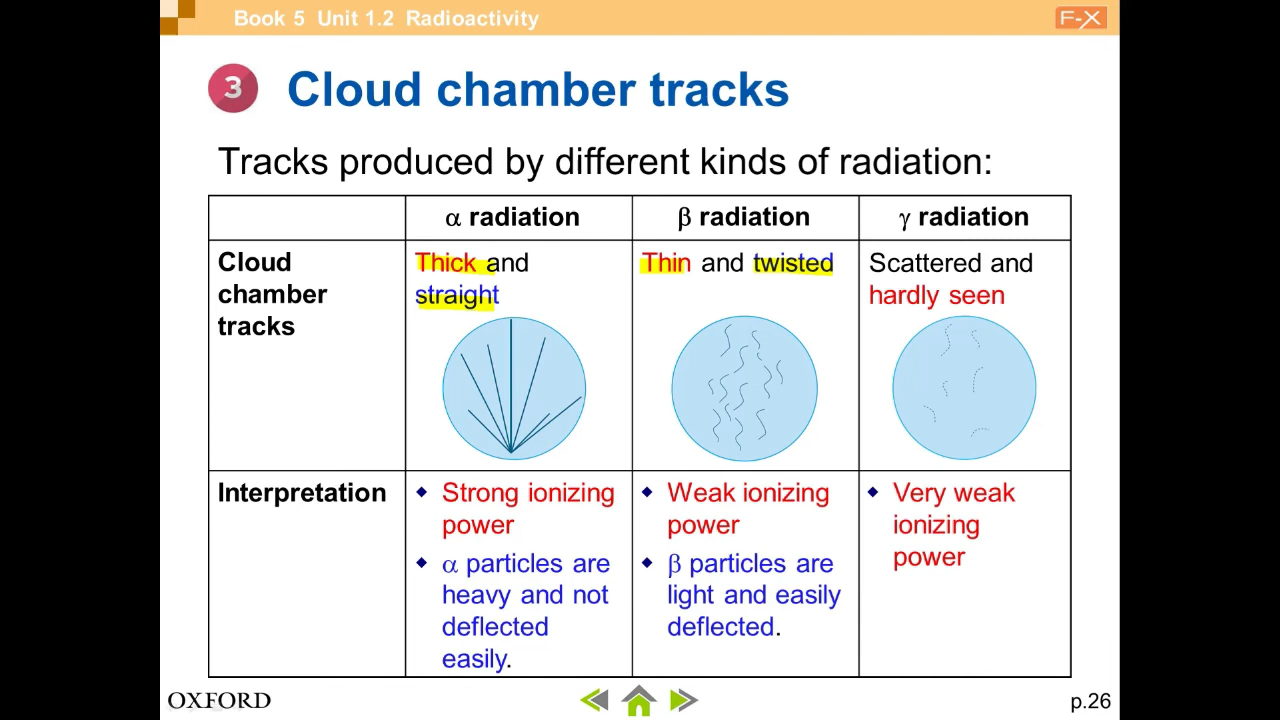 Book 5 Unit 1.2 Radioactivity
F-X
3 Cloud chamber tracks
Tracks produced by different kinds of radiation:
α radiation
β radiation
γ radiation
Cloud
chamber
tracks
Thick and
straight
Thin and twisted
Scattered and
hardly seen
Interpretation
Strong ionizing
power
α particles are
heavy and not
deflected
easily.
Weak ionizing
power
β particles are
light and easily
deflected.
Very weak
ionizing
power
OXFORD
p.26